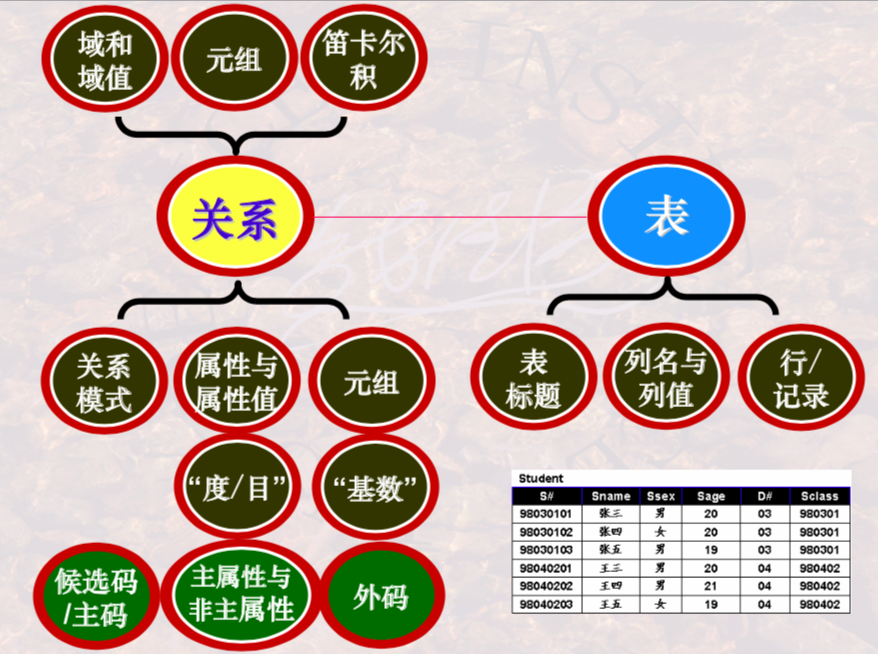 域和
域值
元组
笛卡尔
积
关系
表
关系
模式
属性与
属性值
元组
表
标题
列名与
列值
行/
记录
“度/目”
“基数”
候选码
/主码
主属性与
非主属性
外码
Student
S# Sname Ssex Sage D# Sclass
98030101 张三 男 20 03 980301
98030102 张四 女 20 03 980301
98030103 张五 男 19 03 980301
98040201 王三 男 20 04 980402
98040202 王四 男 21 04 980402
98040203 王五 女 19 04 980402